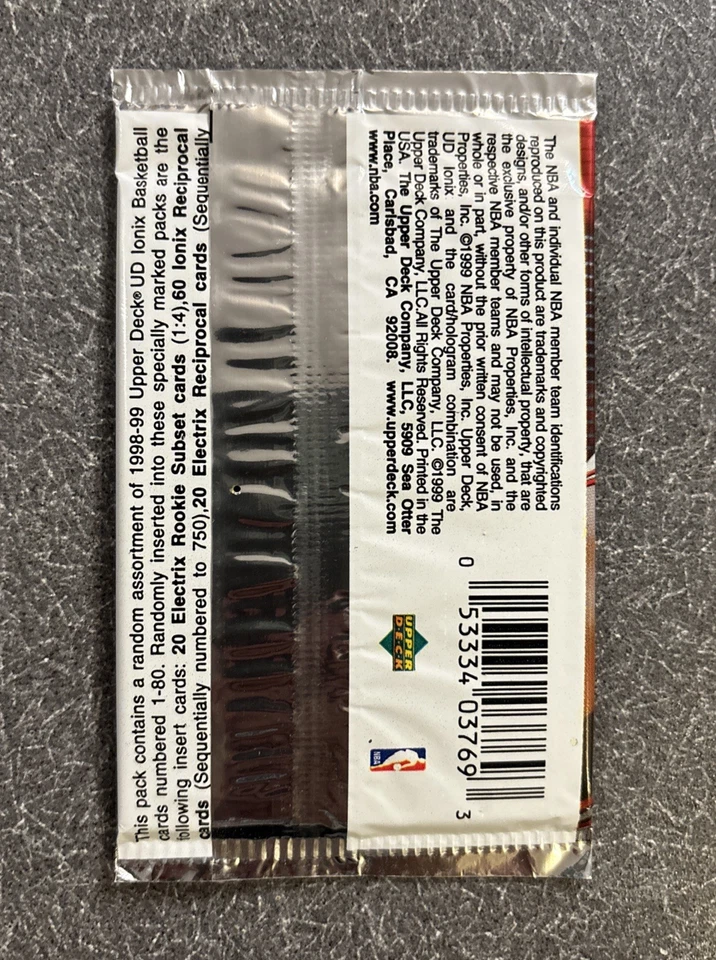 The NBA and individual NBA member team identifications
reproduced on this product are trademarks and copyrighted
designs, and/or other forms of intellectual property, that are
the exclusive property of NBA Properties, Inc. and the
respective NBA member teams and may not be used, in
whole or in part, without the prior written consent of NBA
Properties, Inc. ©1999 NBA Properties, Inc. Upper Deck,
UD Ionix and the card/hologram combination are
trademarks of The Upper Deck Company, LLC. ©1999 The
Upper Deck Company, LLC.All Rights Reserved. Printed in the
USA. The Upper Deck Company, LLC, 5909 Sea Otter
Place, Carlsbad, CA 92008. www.upperdeck.com
www.nba.com
0 53334 03769 3
UPPER
D·E·C·K
NBA
This pack contains a random assortment of 1998-99 Upper Deck® UD Ionix Basketball
cards numbered 1-80. Randomly inserted into these specially marked packs are the
following insert cards: 20 Electrix Rookie Subset cards (1:4),60 Ionix Reciprocal
cards (Sequentially numbered to 750),20 Electrix Reciprocal cards (Sequentially